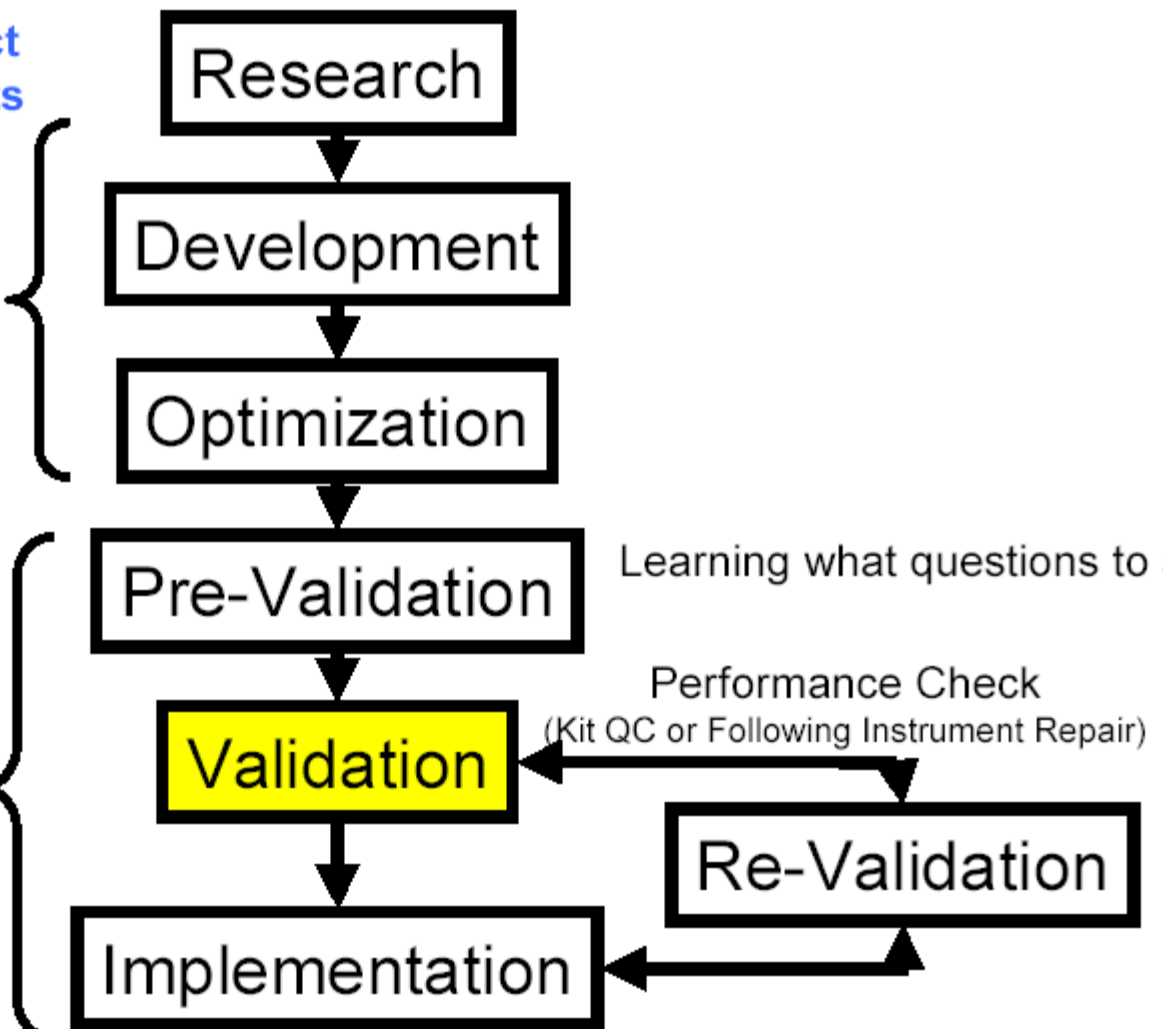 Research
Development
Optimization
Pre-Validation
Learning what questions to
Performance Check
(Kit QC or Following Instrument Repair)
Validation
Re-Validation
Implementation